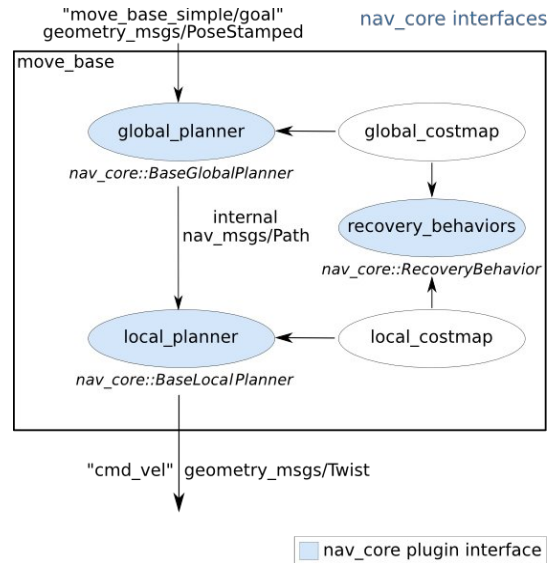 "move_base_simple/goal"
geometry_msgs/PoseStamped
nav_core interfaces
move_base
global_planner
global_costmap
nav_core::BaseGlobalPlanner
internal
nav_msgs/Path
recovery_behaviors
nav_core::RecoveryBehavior
local_planner
local_costmap
nav_core::BaseLocalPlanner
"cmd_vel" geometry_msgs/Twist
nav_core plugin interface